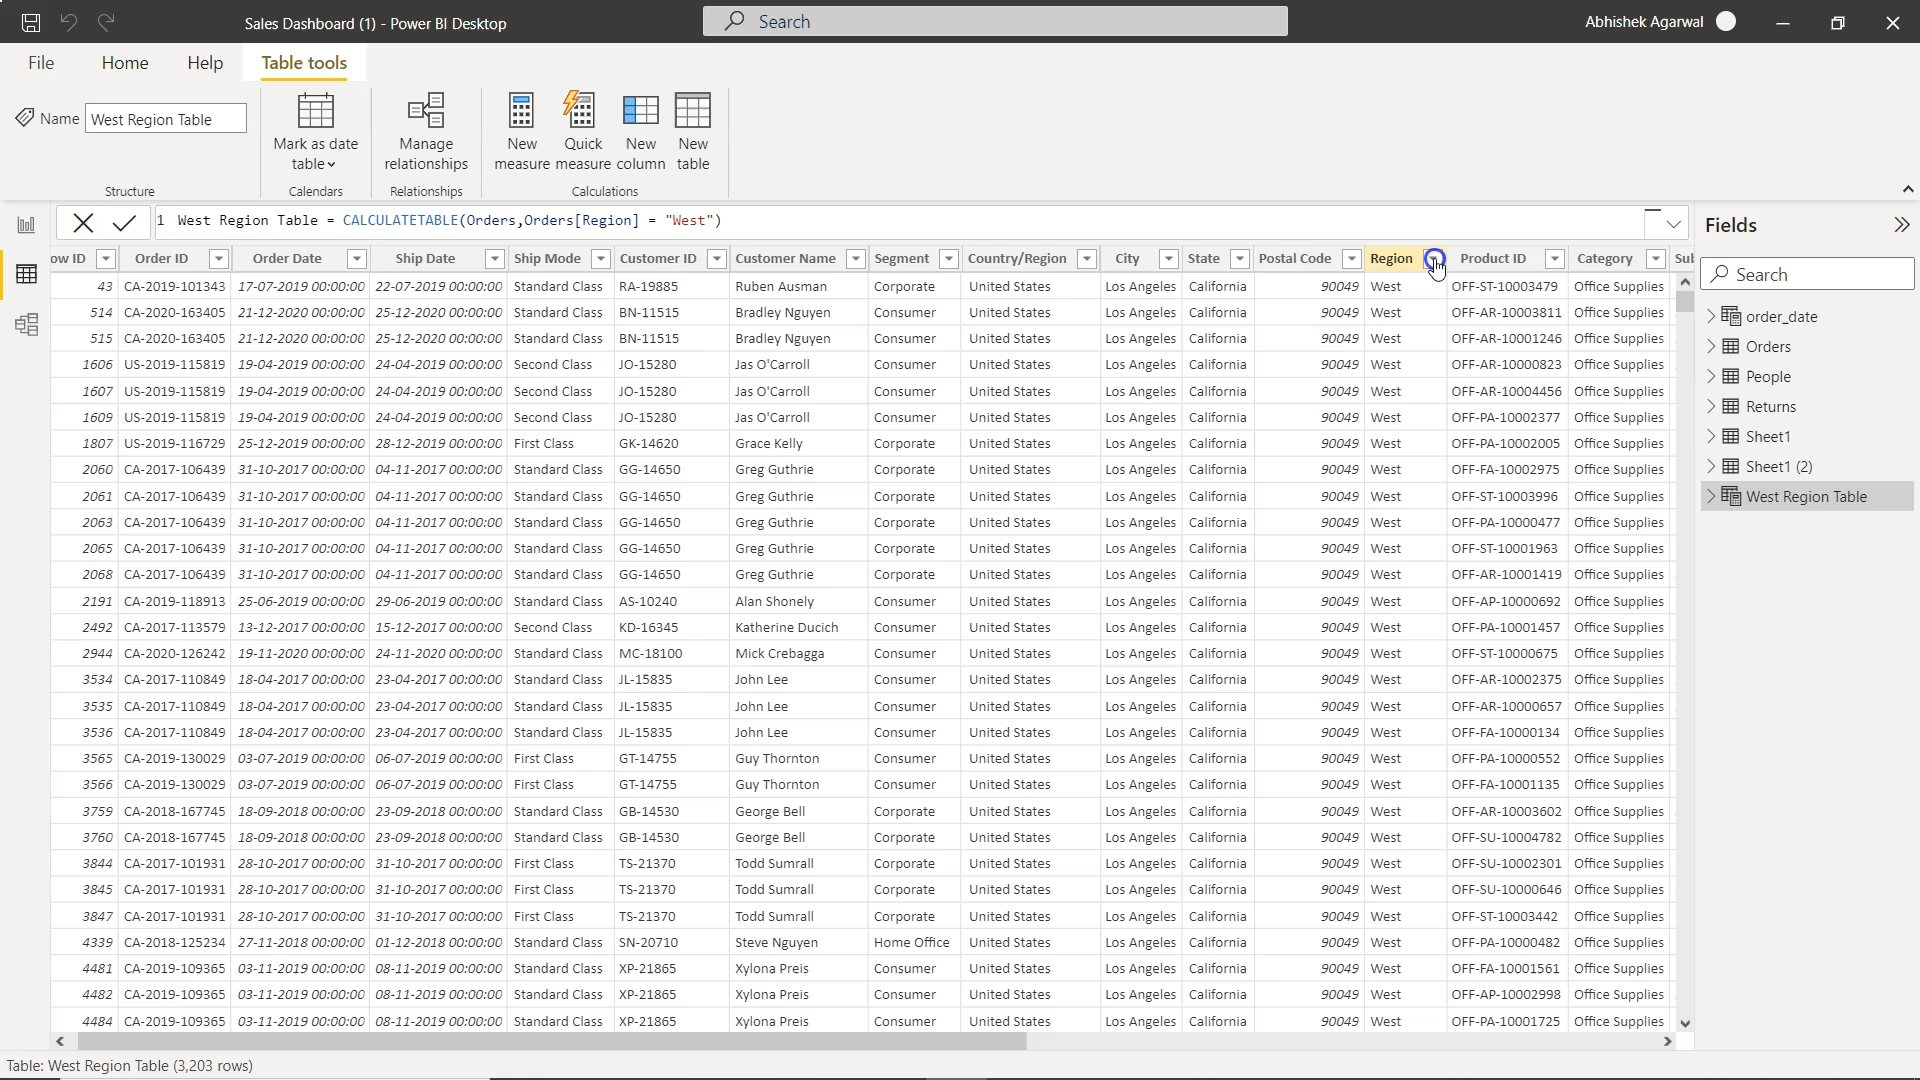 Sales Dashboard (1) - Power BI Desktop
Search
Abhishek Agarwal
File Home Help Table tools
Name West Region Table
Mark as date table
Manage relationships
New measure
Quick measure
New column
New table
Structure Calendars Relationships Calculations
1 West Region Table = CALCULATETABLE(Orders,Orders[Region] = "West")
ow ID Order ID Order Date Ship Date Ship Mode Customer ID Customer Name Segment Country/Region City State Postal Code Region Product ID Category Sub
43 CA-2019-101343 17-07-2019 00:00:00 22-07-2019 00:00:00 Standard Class RA-19885 Ruben Ausman Corporate United States Los Angeles California 90049 West OFF-ST-10003479 Office Supplies
514 CA-2020-163405 21-12-2020 00:00:00 25-12-2020 00:00:00 Standard Class BN-11515 Bradley Nguyen Consumer United States Los Angeles California 90049 West OFF-AR-10003811 Office Supplies
515 CA-2020-163405 21-12-2020 00:00:00 25-12-2020 00:00:00 Standard Class BN-11515 Bradley Nguyen Consumer United States Los Angeles California 90049 West OFF-AR-10001246 Office Supplies
1606 US-2019-115819 19-04-2019 00:00:00 24-04-2019 00:00:00 Second Class JO-15280 Jas O'Carroll Consumer United States Los Angeles California 90049 West OFF-AR-10000823 Office Supplies
1607 US-2019-115819 19-04-2019 00:00:00 24-04-2019 00:00:00 Second Class JO-15280 Jas O'Carroll Consumer United States Los Angeles California 90049 West OFF-AR-10004456 Office Supplies
1609 US-2019-115819 19-04-2019 00:00:00 24-04-2019 00:00:00 Second Class JO-15280 Jas O'Carroll Consumer United States Los Angeles California 90049 West OFF-PA-10002377 Office Supplies
1807 US-2019-116729 25-12-2019 00:00:00 28-12-2019 00:00:00 First Class GK-14620 Grace Kelly Corporate United States Los Angeles California 90049 West OFF-PA-10002005 Office Supplies
2060 CA-2017-106439 31-10-2017 00:00:00 04-11-2017 00:00:00 Standard Class GG-14650 Greg Guthrie Corporate United States Los Angeles California 90049 West OFF-FA-10002975 Office Supplies
2061 CA-2017-106439 31-10-2017 00:00:00 04-11-2017 00:00:00 Standard Class GG-14650 Greg Guthrie Corporate United States Los Angeles California 90049 West OFF-ST-10003996 Office Supplies
2063 CA-2017-106439 31-10-2017 00:00:00 04-11-2017 00:00:00 Standard Class GG-14650 Greg Guthrie Corporate United States Los Angeles California 90049 West OFF-PA-10000477 Office Supplies
2065 CA-2017-106439 31-10-2017 00:00:00 04-11-2017 00:00:00 Standard Class GG-14650 Greg Guthrie Corporate United States Los Angeles California 90049 West OFF-ST-10001963 Office Supplies
2068 CA-2017-106439 31-10-2017 00:00:00 04-11-2017 00:00:00 Standard Class GG-14650 Greg Guthrie Corporate United States Los Angeles California 90049 West OFF-AR-10001419 Office Supplies
2191 CA-2019-118913 25-06-2019 00:00:00 29-06-2019 00:00:00 Standard Class AS-10240 Alan Shonely Consumer United States Los Angeles California 90049 West OFF-AP-10000692 Office Supplies
2492 CA-2017-113579 13-12-2017 00:00:00 15-12-2017 00:00:00 Second Class KD-16345 Katherine Ducich Consumer United States Los Angeles California 90049 West OFF-PA-10001457 Office Supplies
2944 CA-2020-126242 19-11-2020 00:00:00 24-11-2020 00:00:00 Standard Class MC-18100 Mick Crebagga Consumer United States Los Angeles California 90049 West OFF-ST-10000675 Office Supplies
3534 CA-2017-110849 18-04-2017 00:00:00 23-04-2017 00:00:00 Standard Class JL-15835 John Lee Consumer United States Los Angeles California 90049 West OFF-AR-10002375 Office Supplies
3535 CA-2017-110849 18-04-2017 00:00:00 23-04-2017 00:00:00 Standard Class JL-15835 John Lee Consumer United States Los Angeles California 90049 West OFF-AR-10000657 Office Supplies
3536 CA-2017-110849 18-04-2017 00:00:00 23-04-2017 00:00:00 Standard Class JL-15835 John Lee Consumer United States Los Angeles California 90049 West OFF-FA-10000134 Office Supplies
3565 CA-2019-130029 03-07-2019 00:00:00 06-07-2019 00:00:00 First Class GT-14755 Guy Thornton Consumer United States Los Angeles California 90049 West OFF-PA-10000552 Office Supplies
3566 CA-2019-130029 03-07-2019 00:00:00 06-07-2019 00:00:00 First Class GT-14755 Guy Thornton Consumer United States Los Angeles California 90049 West OFF-FA-10001135 Office Supplies
3759 CA-2018-167745 18-09-2018 00:00:00 23-09-2018 00:00:00 Standard Class GB-14530 George Bell Corporate United States Los Angeles California 90049 West OFF-AR-10003602 Office Supplies
3760 CA-2018-167745 18-09-2018 00:00:00 23-09-2018 00:00:00 Standard Class GB-14530 George Bell Corporate United States Los Angeles California 90049 West OFF-SU-10004782 Office Supplies
3844 CA-2017-101931 28-10-2017 00:00:00 31-10-2017 00:00:00 First Class TS-21370 Todd Sumrall Corporate United States Los Angeles California 90049 West OFF-SU-10002301 Office Supplies
3845 CA-2017-101931 28-10-2017 00:00:00 31-10-2017 00:00:00 First Class TS-21370 Todd Sumrall Corporate United States Los Angeles California 90049 West OFF-SU-10000646 Office Supplies
3847 CA-2017-101931 28-10-2017 00:00:00 31-10-2017 00:00:00 First Class TS-21370 Todd Sumrall Corporate United States Los Angeles California 90049 West OFF-ST-10003442 Office Supplies
4339 CA-2018-125234 27-11-2018 00:00:00 01-12-2018 00:00:00 Standard Class SN-20710 Steve Nguyen Home Office United States Los Angeles California 90049 West OFF-PA-10000482 Office Supplies
4481 CA-2019-109365 03-11-2019 00:00:00 08-11-2019 00:00:00 Standard Class XP-21865 Xylona Preis Consumer United States Los Angeles California 90049 West OFF-FA-10001561 Office Supplies
4482 CA-2019-109365 03-11-2019 00:00:00 08-11-2019 00:00:00 Standard Class XP-21865 Xylona Preis Consumer United States Los Angeles California 90049 West OFF-AP-10002998 Office Supplies
4484 CA-2019-109365 03-11-2019 00:00:00 08-11-2019 00:00:00 Standard Class XP-21865 Xylona Preis Consumer United States Los Angeles California 90049 West OFF-PA-10001725 Office Supplies
Fields
Search
order_date
Orders
People
Returns
Sheet1
Sheet1 (2)
West Region Table
Table: West Region Table (3,203 rows)